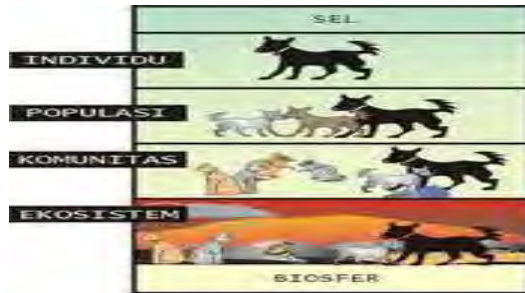 SEL
INDIVIDU
POPULASI
KOMUNITAS
EKOSISTEM
BIOSFER